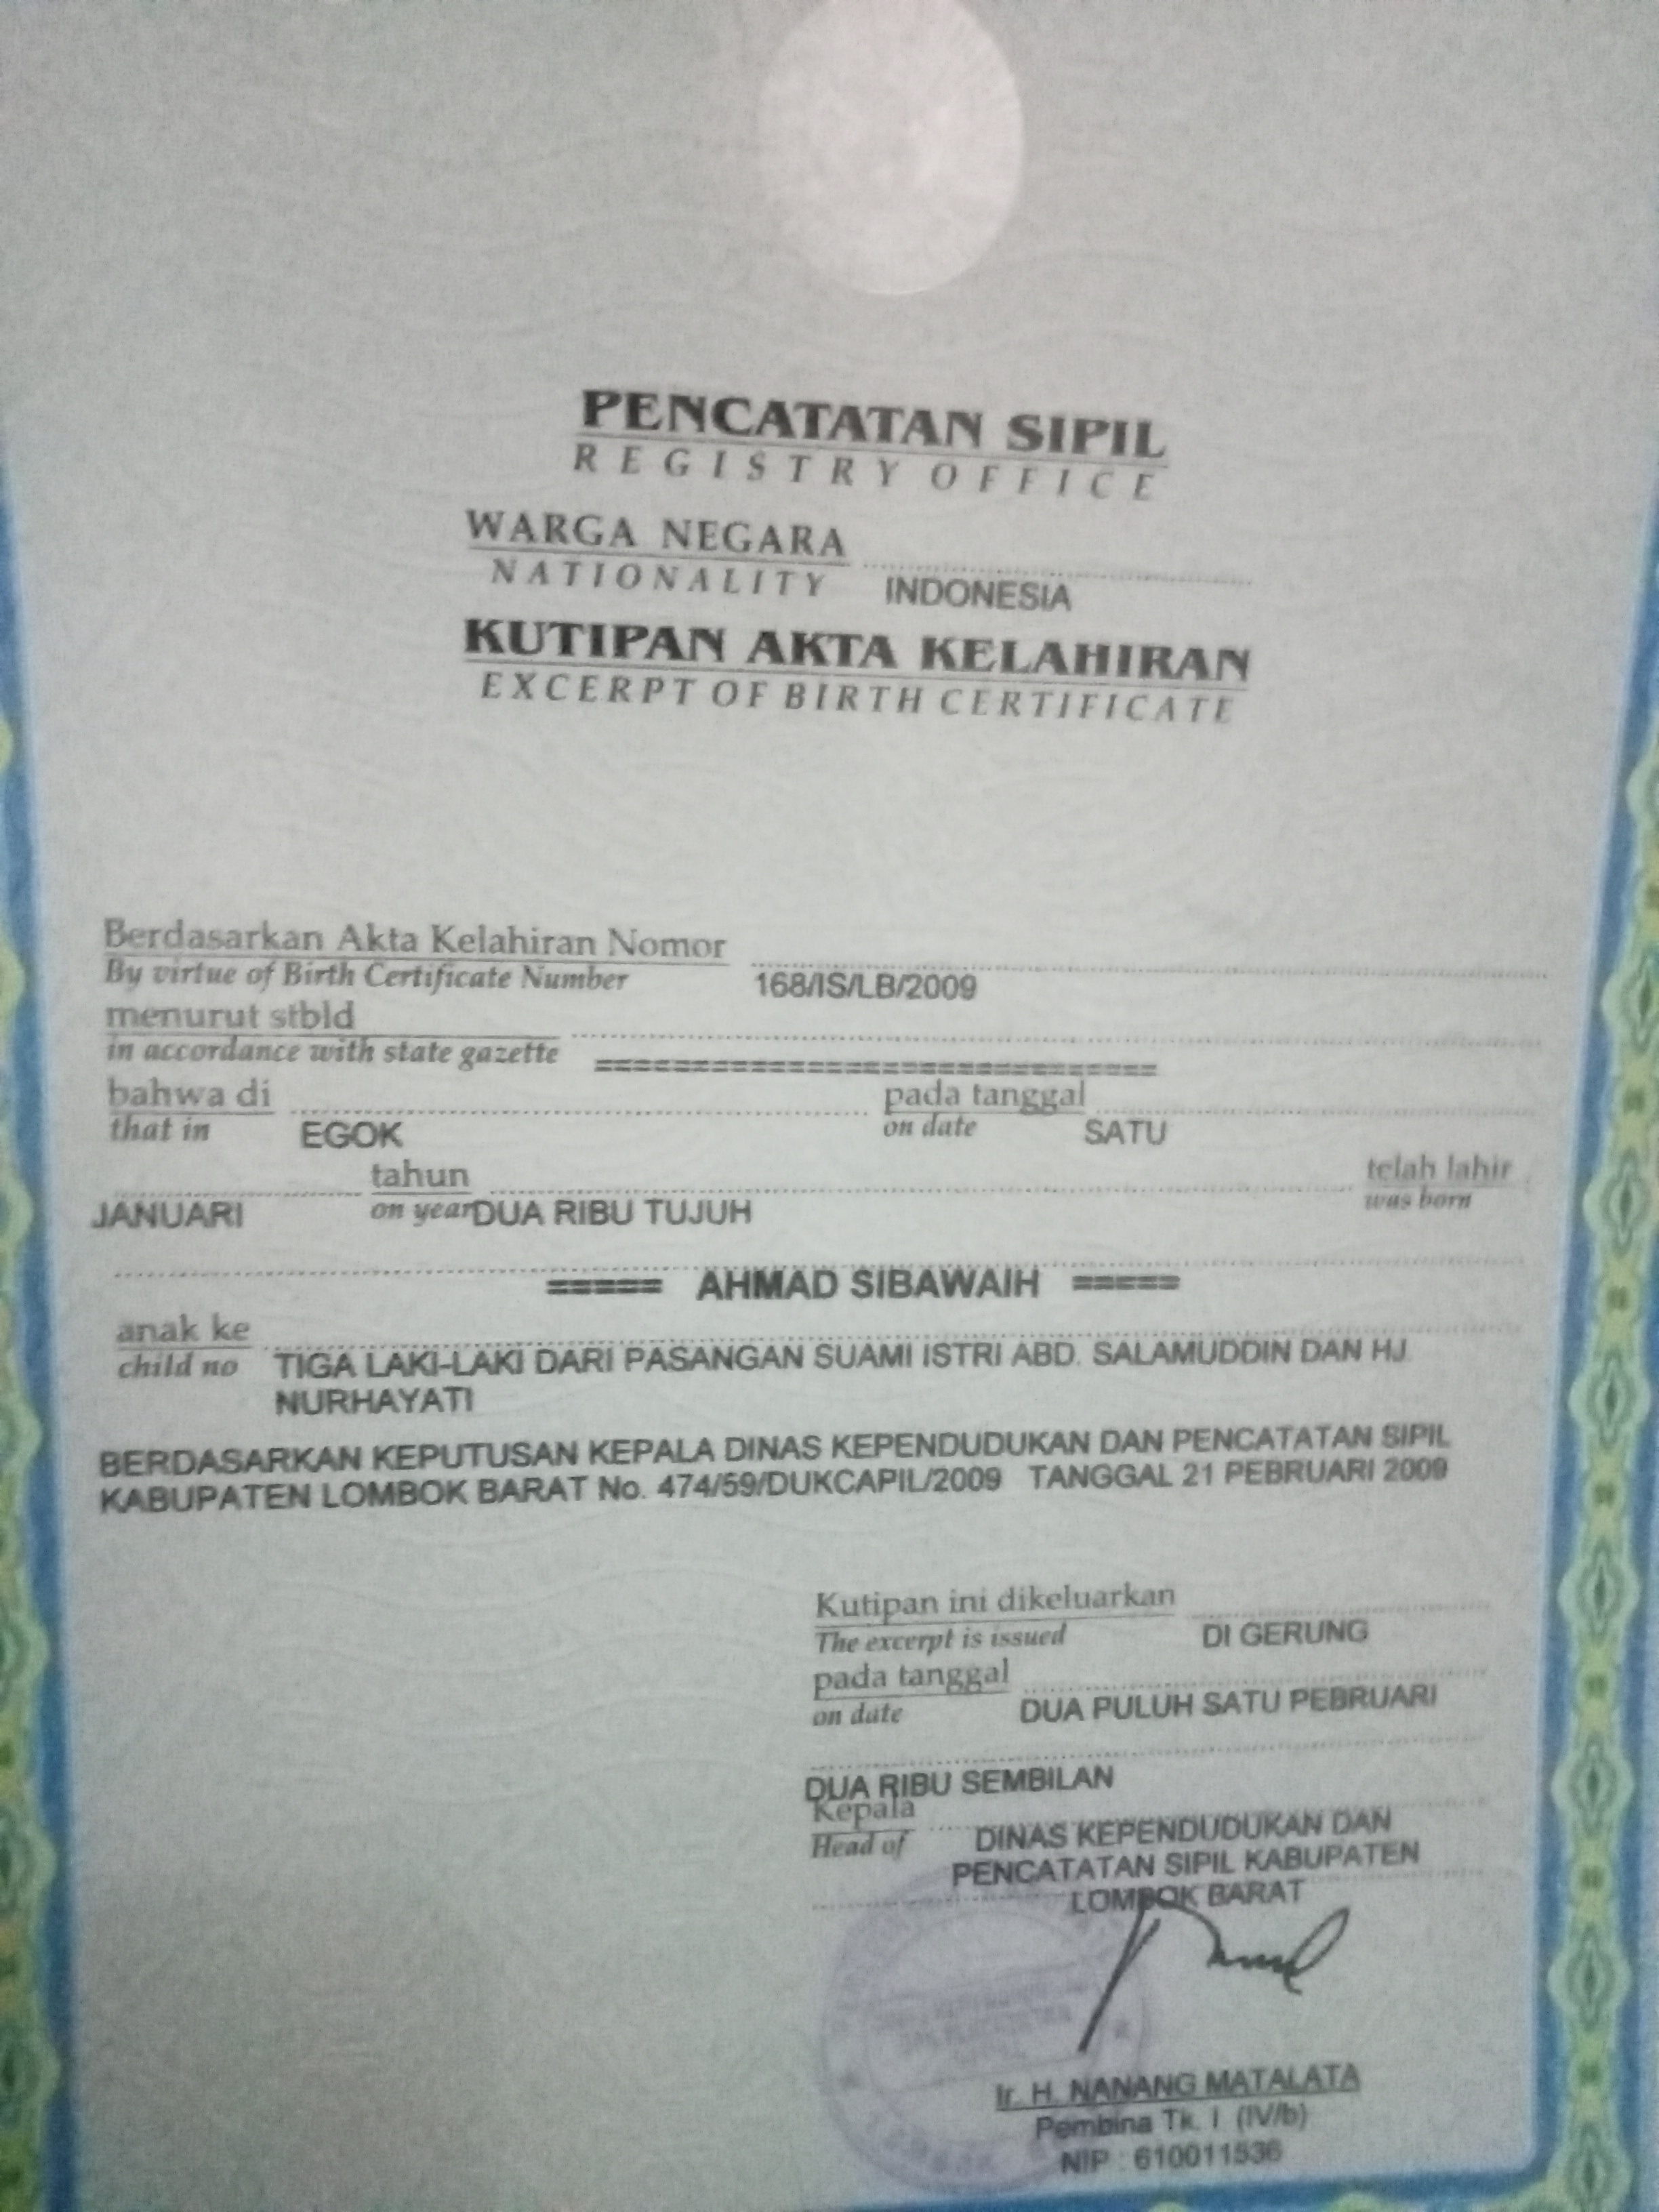 PENCATATAN SIPIL
REGISTRY OFFICE
WARGA NEGARA
NATIONALITY INDONESIA
KUTIPAN AKTA KELAHIRAN
EXCERPT OF BIRTH CERTIFICATE
Berdasarkan Akta Kelahiran Nomor
By virtue of Birth Certificate Number 168/IS/LB/2009
menurut stbld
in accordance with state gazette ==============================
bahwa di pada tanggal
that in EGOK on date SATU
tahun telah lahir
JANUARI on year DUA RIBU TUJUH was born
===== AHMAD SIBAWAIH =====
anak ke
child no TIGA LAKI-LAKI DARI PASANGAN SUAMI ISTRI ABD. SALAMUDDIN DAN HJ.
NURHAYATI
BERDASARKAN KEPUTUSAN KEPALA DINAS KEPENDUDUKAN DAN PENCATATAN SIPIL
KABUPATEN LOMBOK BARAT No. 474/59/DUKCAPIL/2009 TANGGAL 21 PEBRUARI 2009
Kutipan ini dikeluarkan
The excerpt is issued DI GERUNG
pada tanggal
on date DUA PULUH SATU PEBRUARI
DUA RIBU SEMBILAN
Kepala
Head of DINAS KEPENDUDUKAN DAN
PENCATATAN SIPIL KABUPATEN
LOMBOK BARAT
Ir. H. NANANG MATALATA
Pembina Tk. I (IV/b)
NIP : 610011536